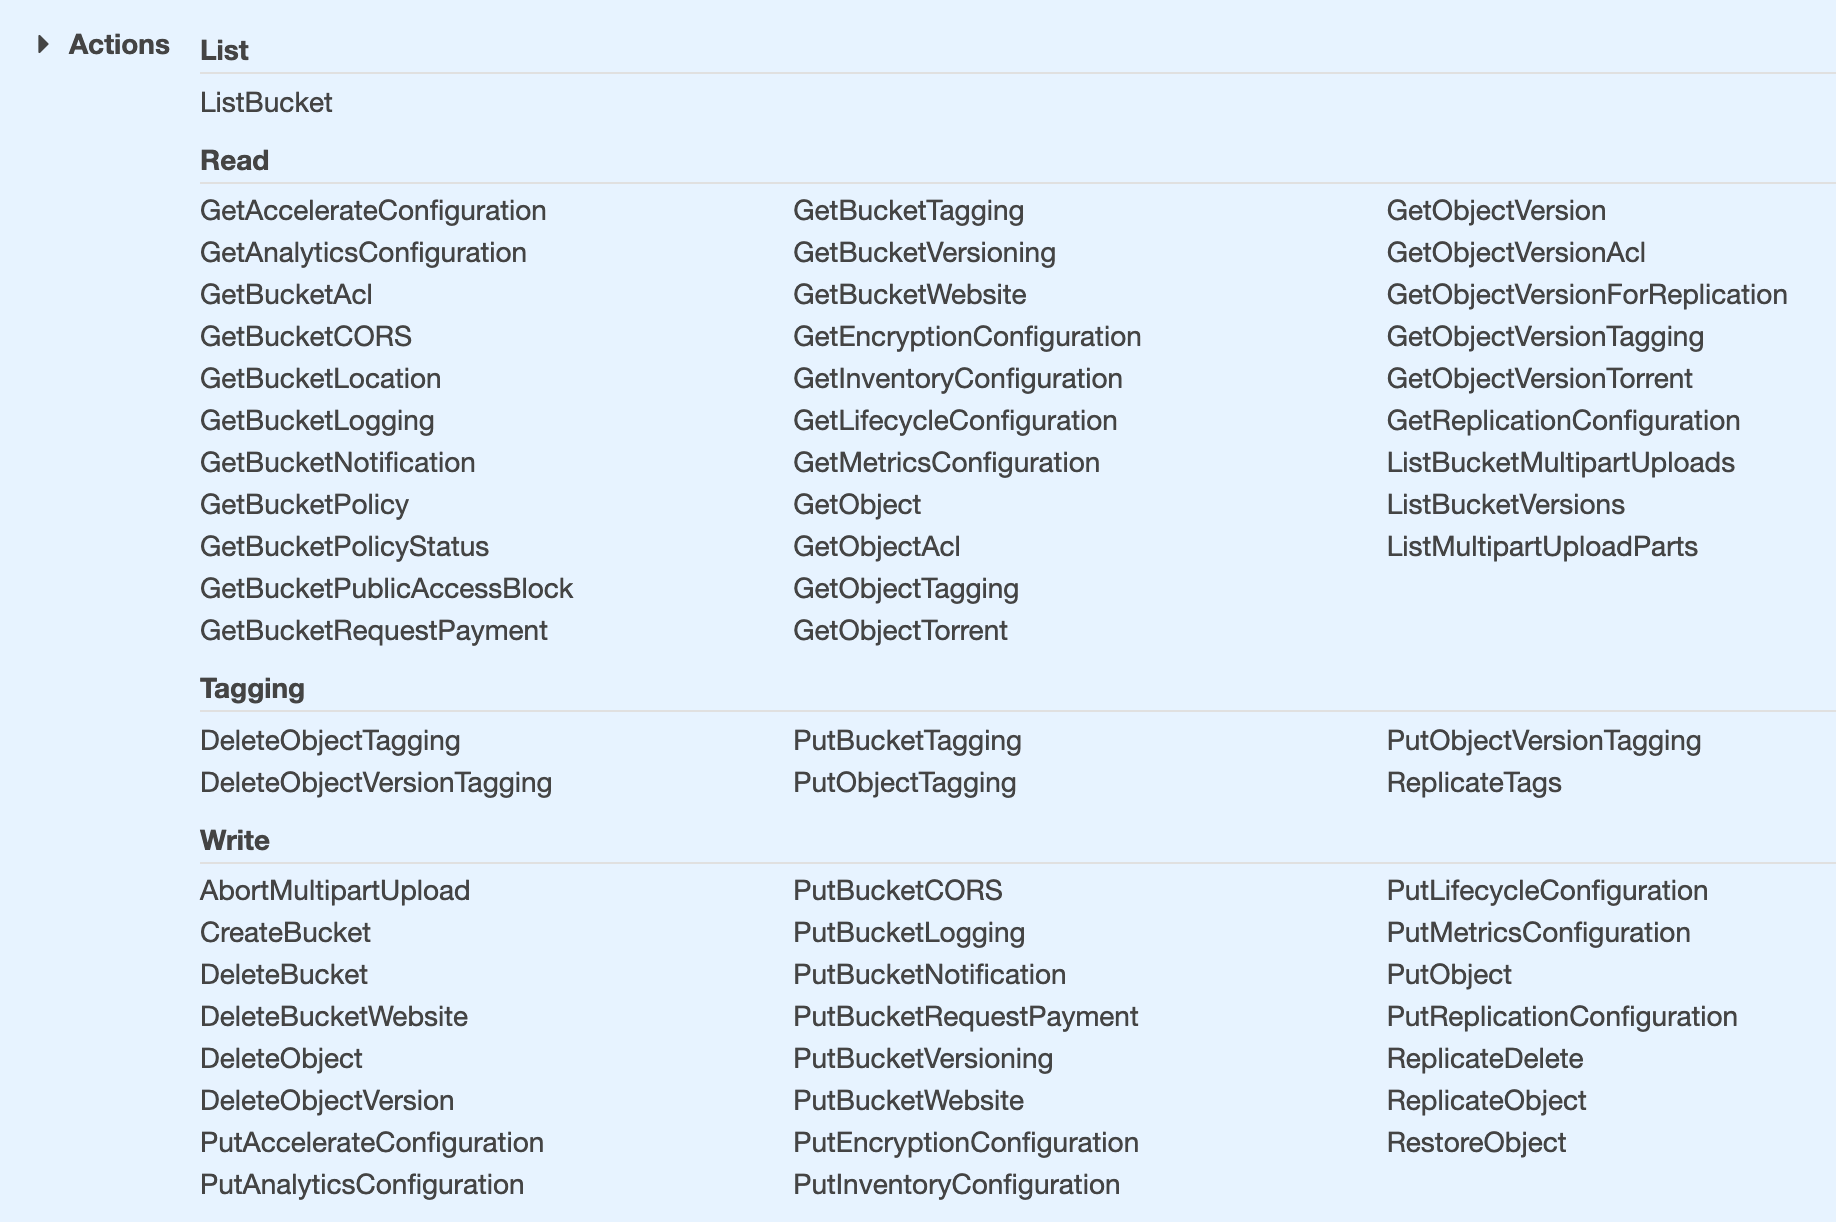 Actions
List
ListBucket
Read
GetAccelerateConfiguration GetBucketTagging GetObjectVersion
GetAnalyticsConfiguration GetBucketVersioning GetObjectVersionAcl
GetBucketAcl GetBucketWebsite GetObjectVersionForReplication
GetBucketCORS GetEncryptionConfiguration GetObjectVersionTagging
GetBucketLocation GetInventoryConfiguration GetObjectVersionTorrent
GetBucketLogging GetLifecycleConfiguration GetReplicationConfiguration
GetBucketNotification GetMetricsConfiguration ListBucketMultipartUploads
GetBucketPolicy GetObject ListBucketVersions
GetBucketPolicyStatus GetObjectAcl ListMultipartUploadParts
GetBucketPublicAccessBlock GetObjectTagging
GetBucketRequestPayment GetObjectTorrent
Tagging
DeleteObjectTagging PutBucketTagging PutObjectVersionTagging
DeleteObjectVersionTagging PutObjectTagging ReplicateTags
Write
AbortMultipartUpload PutBucketCORS PutLifecycleConfiguration
CreateBucket PutBucketLogging PutMetricsConfiguration
DeleteBucket PutBucketNotification PutObject
DeleteBucketWebsite PutBucketRequestPayment PutReplicationConfiguration
DeleteObject PutBucketVersioning ReplicateDelete
DeleteObjectVersion PutBucketWebsite ReplicateObject
PutAccelerateConfiguration PutEncryptionConfiguration RestoreObject
PutAnalyticsConfiguration PutInventoryConfiguration